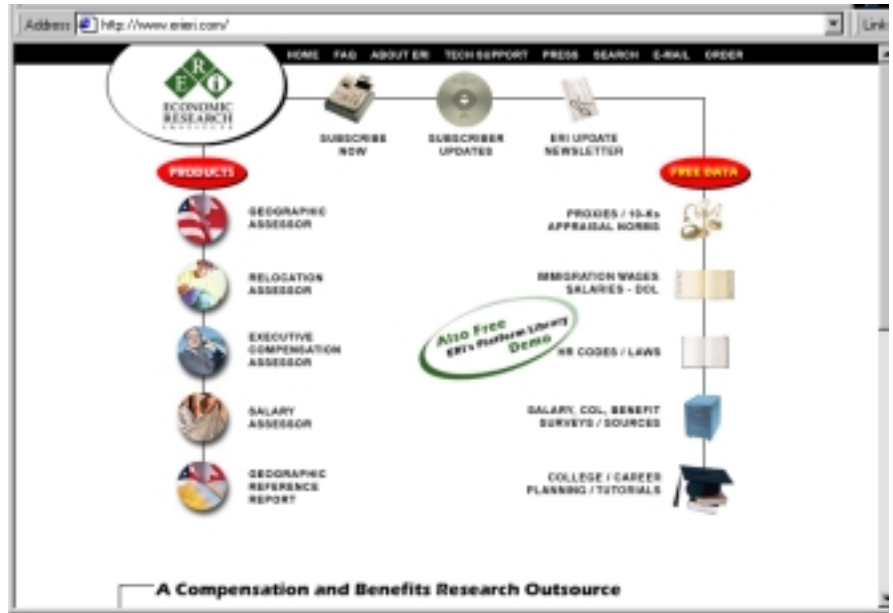 Address http://www.erieri.com/ Link
HOME FAQ ABOUT ERI TECH SUPPORT PRESS SEARCH E-MAIL ORDER
ERI
ECONOMIC
RESEARCH
INSTITUTE
SUBSCRIBE
NOW
SUBSCRIBER
UPDATES
ERI UPDATE
NEWSLETTER
PRODUCTS
GEOGRAPHIC
ASSESSOR
RELOCATION
ASSESSOR
EXECUTIVE
COMPENSATION
ASSESSOR
SALARY
ASSESSOR
GEOGRAPHIC
REFERENCE
REPORT
Also Free
ERI's Platform Library
Demo
FREE DATA
PROXIES / 10-Ks
APPRAISAL NORMS
IMMIGRATION WAGES
SALARIES - DOL
HR CODES / LAWS
SALARY, COL, BENEFIT
SURVEYS / SOURCES
COLLEGE / CAREER
PLANNING / TUTORIALS
A Compensation and Benefits Research Outsource